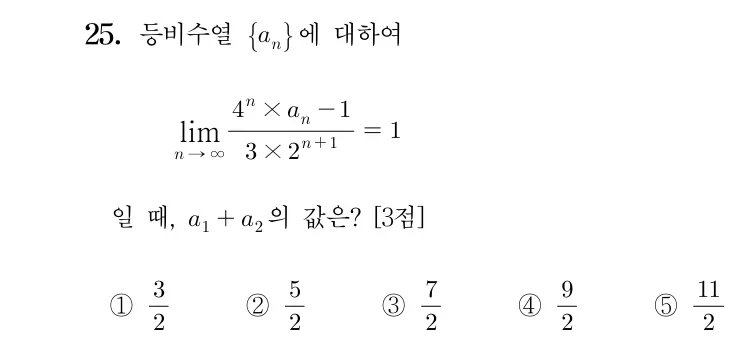 25. 등비수열 {aₙ}에 대하여
lim_{n→∞} (4ⁿ × aₙ − 1) / (3 × 2ⁿ⁺¹) = 1
일 때, a₁ + a₂의 값은? [3점]
① 3/2 ② 5/2 ③ 7/2 ④ 9/2 ⑤ 11/2